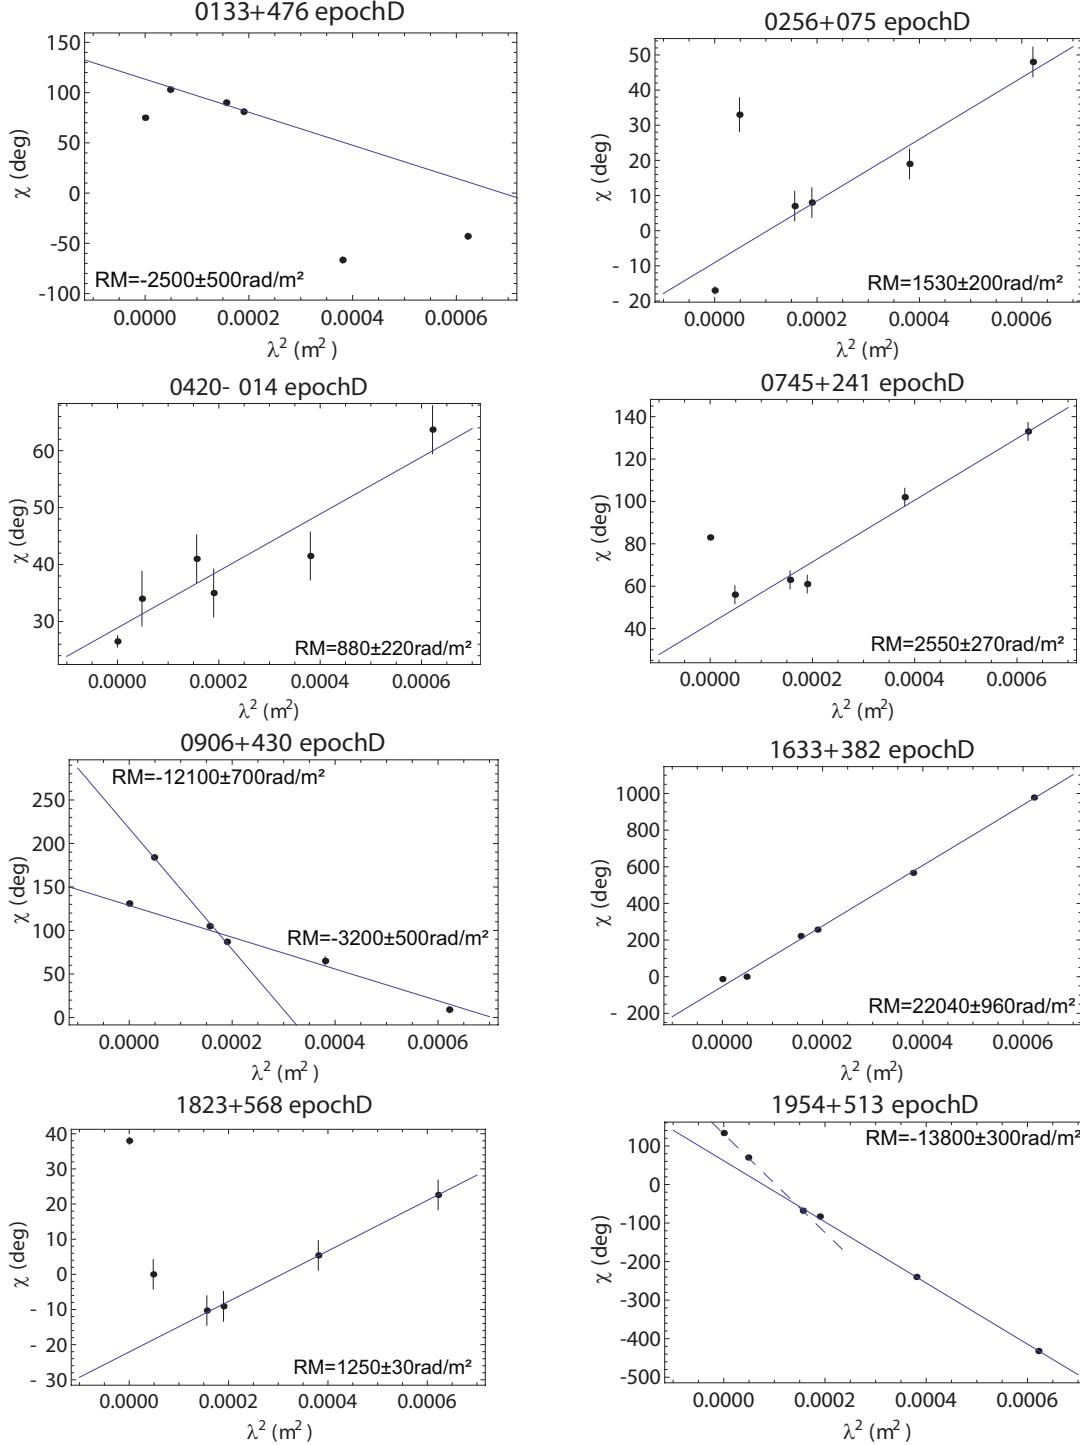 0133+476 epochD
150
100
50
0
-50
-100
χ (deg)
RM=-2500±500rad/m²
0.0000 0.0002 0.0004 0.0006
λ² (m² )
0256+075 epochD
50
40
30
20
10
0
- 10
- 20
χ (deg)
RM=1530±200rad/m²
0.0000 0.0002 0.0004 0.0006
λ² (m²)
0420- 014 epochD
60
50
40
30
χ (deg)
RM=880±220rad/m²
0.0000 0.0002 0.0004 0.0006
λ² (m²)
0745+241 epochD
140
120
100
80
60
40
χ (deg)
RM=2550±270rad/m²
0.0000 0.0002 0.0004 0.0006
λ² (m²)
0906+430 epochD
RM=-12100±700rad/m²
250
200
150
100
50
0
χ (deg)
RM=-3200±500rad/m²
0.0000 0.0002 0.0004 0.0006
λ² (m² )
1633+382 epochD
1000
800
600
400
200
0
- 200
χ (deg)
RM=22040±960rad/m²
0.0000 0.0002 0.0004 0.0006
λ² (m²)
1823+568 epochD
40
30
20
10
0
- 10
- 20
- 30
χ (deg)
RM=1250±30rad/m²
0.0000 0.0002 0.0004 0.0006
λ² (m²)
1954+513 epochD
RM=-13800±300rad/m²
100
0
-100
-200
-300
-400
-500
χ (deg)
0.0000 0.0002 0.0004 0.0006
λ² (m² )